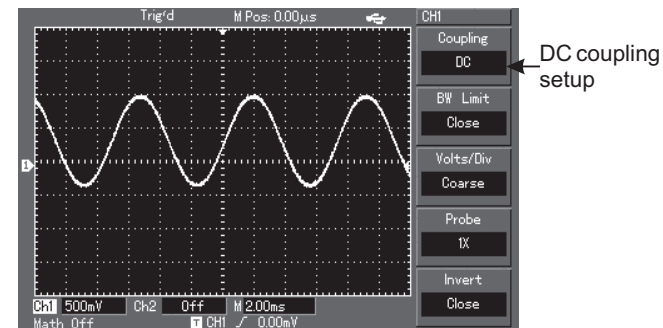 Trig'd M Pos: 0.00μs CH1
Coupling
DC
DC coupling
setup
BW Limit
Close
Volts/Div
Coarse
1
Probe
1X
Invert
Close
Ch1 500mV Ch2 Off M 2.00ms
Math Off T CH1 / 0.00mV